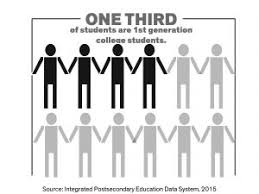 ONE THIRD
of students are 1st generation
college students.
Source: Integrated Postsecondary Education Data System, 2015